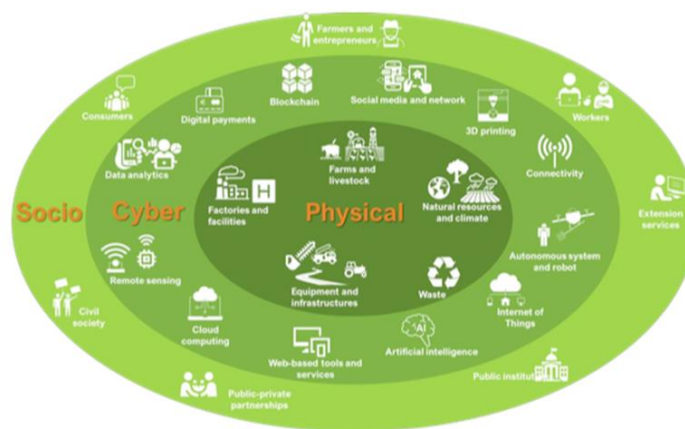 Farmers and
entrepreneurs
Consumers
Digital payments
Blockchain
Social media and network
3D printing
Workers
Data analytics
Farms and
livestock
Connectivity
Factories and
facilities
Natural resources
and climate
Socio
Cyber
Physical
Extension
services
Autonomous system
and robot
Remote sensing
Equipment and
infrastructures
Waste
Internet of
Things
Civil
society
Cloud
computing
Web-based tools and
services
AI
Artificial intelligence
Public-private
partnerships
Public